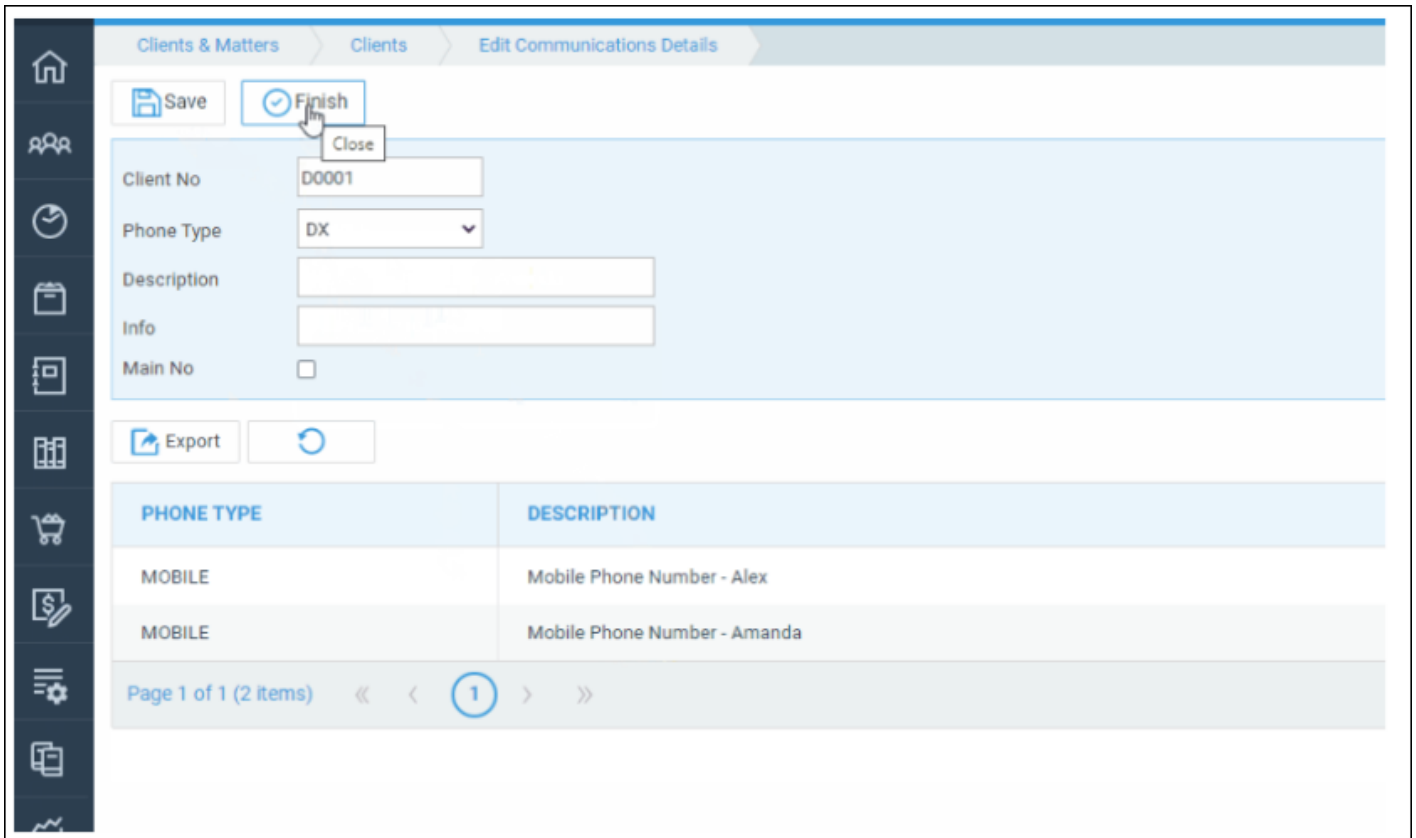 Clients & Matters Clients Edit Communications Details
Save Finish
Close
Client No D0001
Phone Type DX
Description
Info
Main No
Export
PHONE TYPE DESCRIPTION
MOBILE Mobile Phone Number - Alex
MOBILE Mobile Phone Number - Amanda
Page 1 of 1 (2 items) « < 1 > »